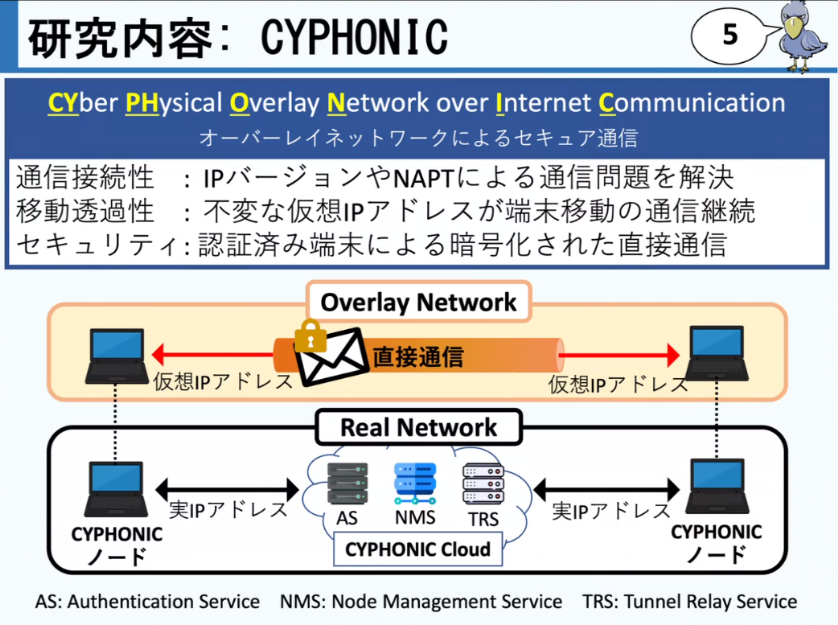 研究内容: CYPHONIC
5
CYber PHysical Overlay Network over Internet Communication
オーバーレイネットワークによるセキュア通信
通信接続性 : IPバージョンやNAPTによる通信問題を解決
移動透過性 : 不変な仮想IPアドレスが端末移動の通信継続
セキュリティ: 認証済み端末による暗号化された直接通信
Overlay Network
直接通信
仮想IPアドレス
仮想IPアドレス
Real Network
実IPアドレス
実IPアドレス
AS
NMS
TRS
CYPHONIC Cloud
CYPHONIC
ノード
CYPHONIC
ノード
AS: Authentication Service NMS: Node Management Service TRS: Tunnel Relay Service